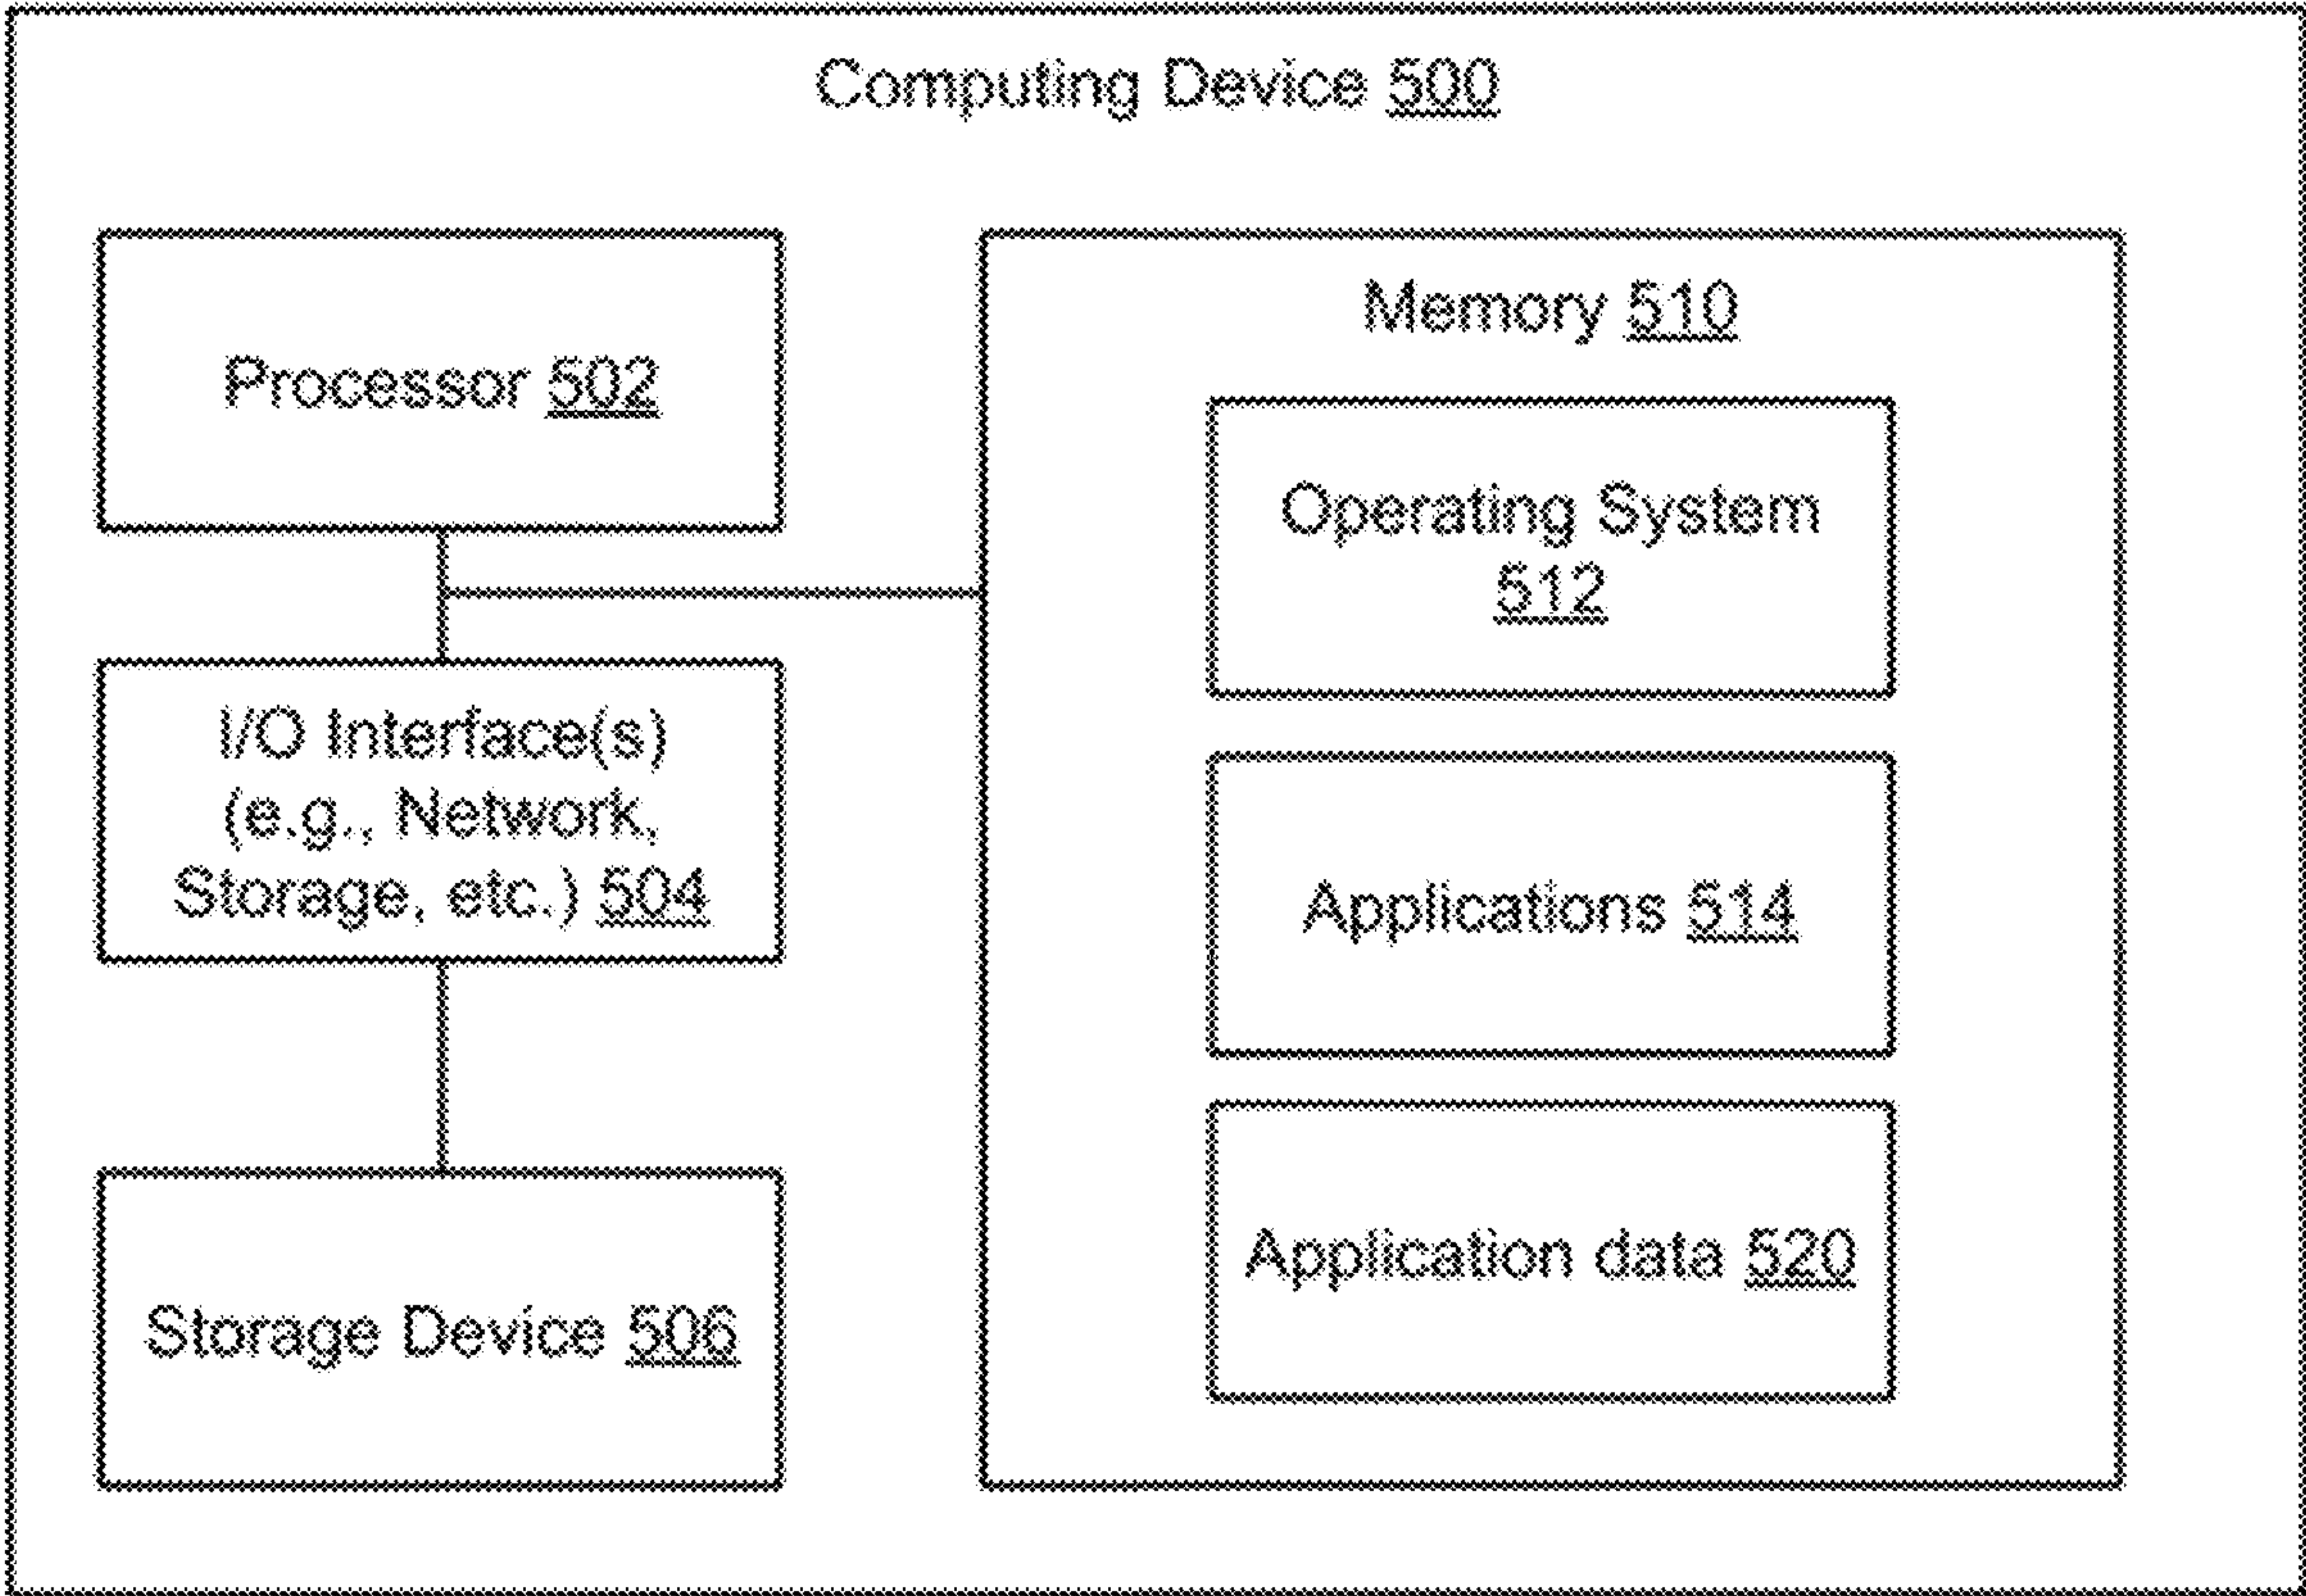 Computing Device 500
Processor 502
I/O Interface(s)
(e.g., Network,
Storage, etc.) 504
Storage Device 506
Memory 510
Operating System
512
Applications 514
Application data 520